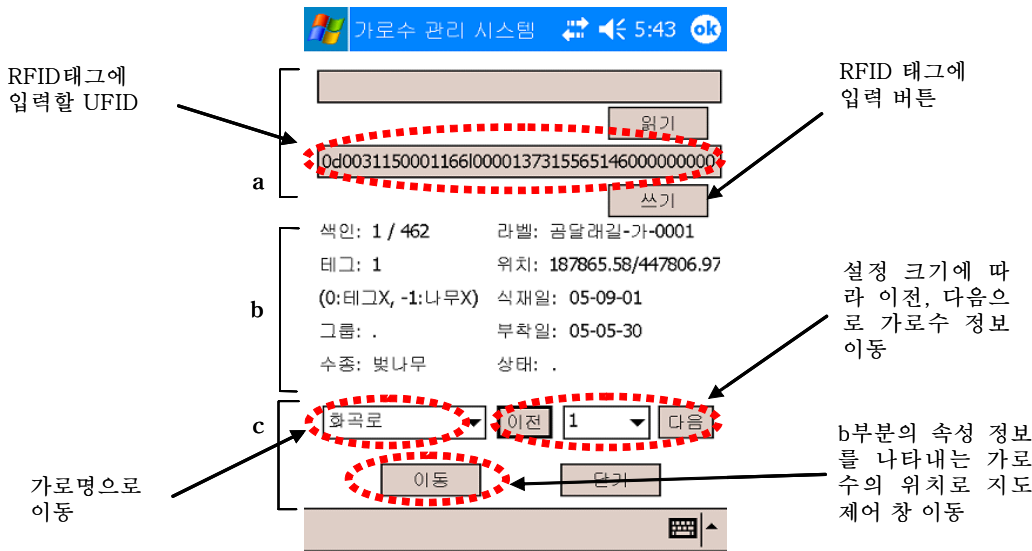 가로수 관리 시스템 5:43 ok
RFID태그에
입력할 UFID
RFID 태그에
입력 버튼
읽기
0d0031150001166l00001373155651460000000000
쓰기
a
색인: 1 / 462 라벨: 곰달래길-가-0001
테그: 1 위치: 187865.58/447806.97
(0:테그X, -1:나무X) 식재일: 05-09-01
그룹: . 부착일: 05-05-30
수종: 벚나무 상태: .
b
설정 크기에 따
라 이전, 다음으
로 가로수 정보
이동
c
화곡로 이전 1 다음
이동 닫기
가로명으로
이동
b부분의 속성 정보
를 나타내는 가로
수의 위치로 지도
제어 창 이동